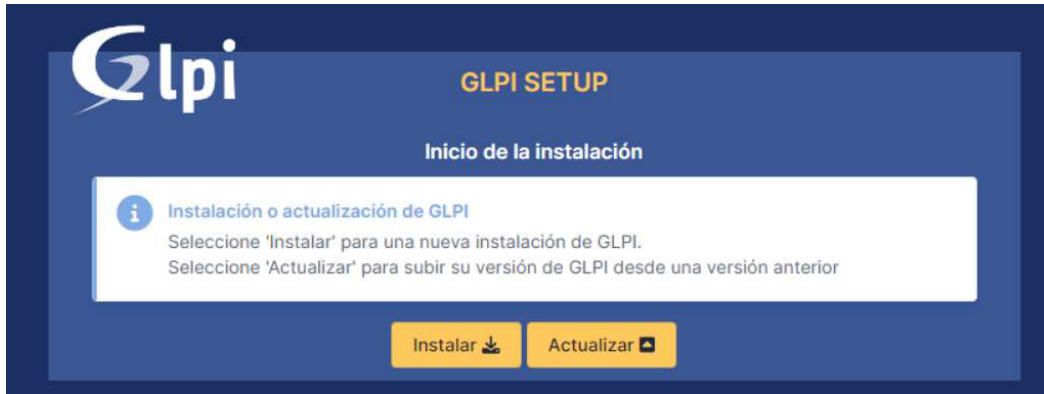 Glpi
GLPI SETUP
Inicio de la instalación
Instalación o actualización de GLPI
Seleccione 'Instalar' para una nueva instalación de GLPI.
Seleccione 'Actualizar' para subir su versión de GLPI desde una versión anterior
Instalar
Actualizar